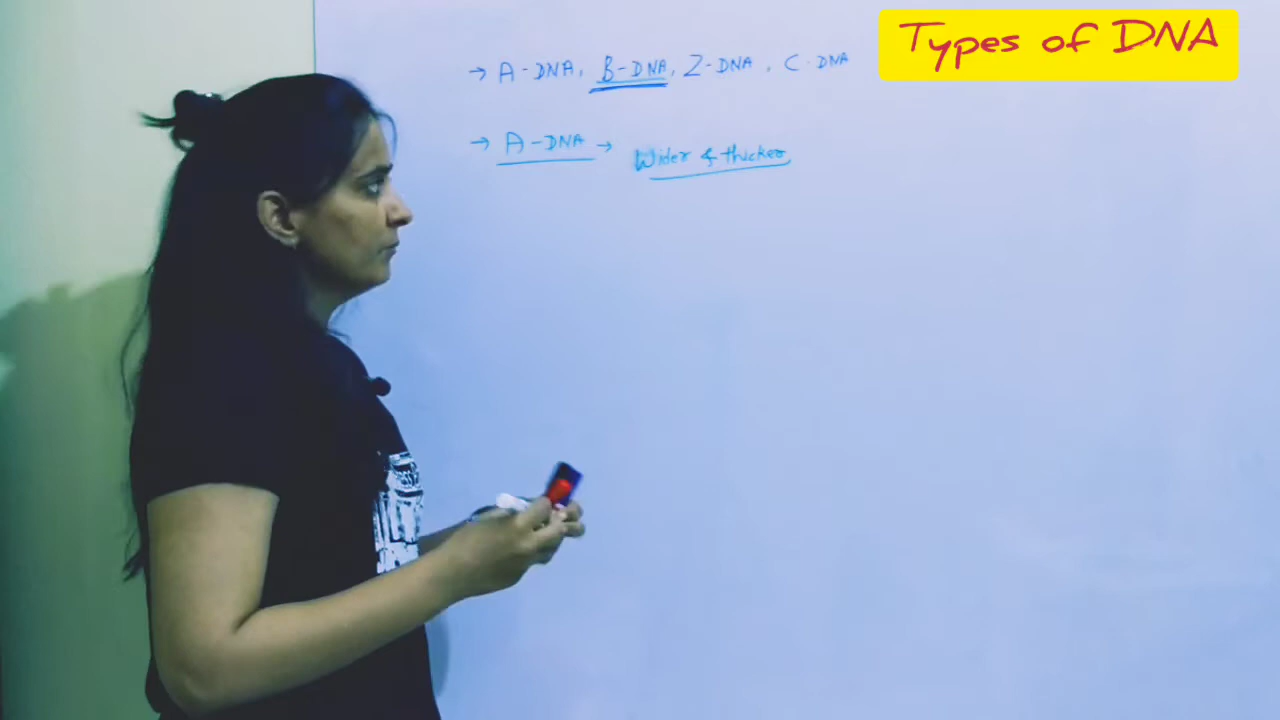 Types of DNA
→ A-DNA, B-DNA, Z-DNA, C-DNA
→ A-DNA → Wider & thicker